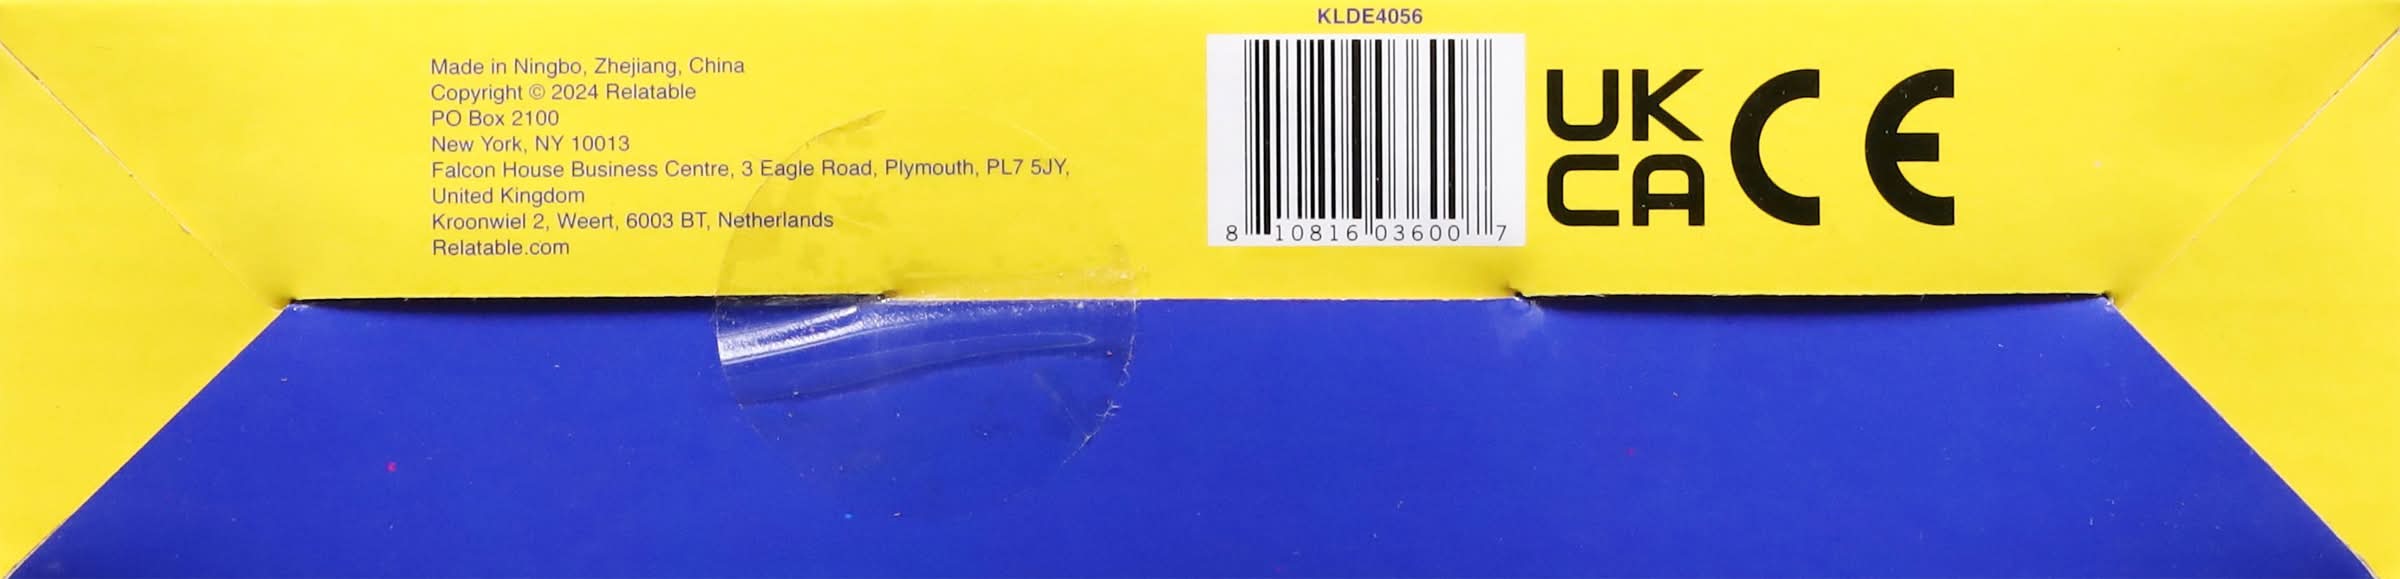 KLDE4056
Made in Ningbo, Zhejiang, China
Copyright © 2024 Relatable
PO Box 2100
New York, NY 10013
Falcon House Business Centre, 3 Eagle Road, Plymouth, PL7 5JY,
United Kingdom
Kroonwiel 2, Weert, 6003 BT, Netherlands
Relatable.com
8 10816 03600 7
UK
CA
CE